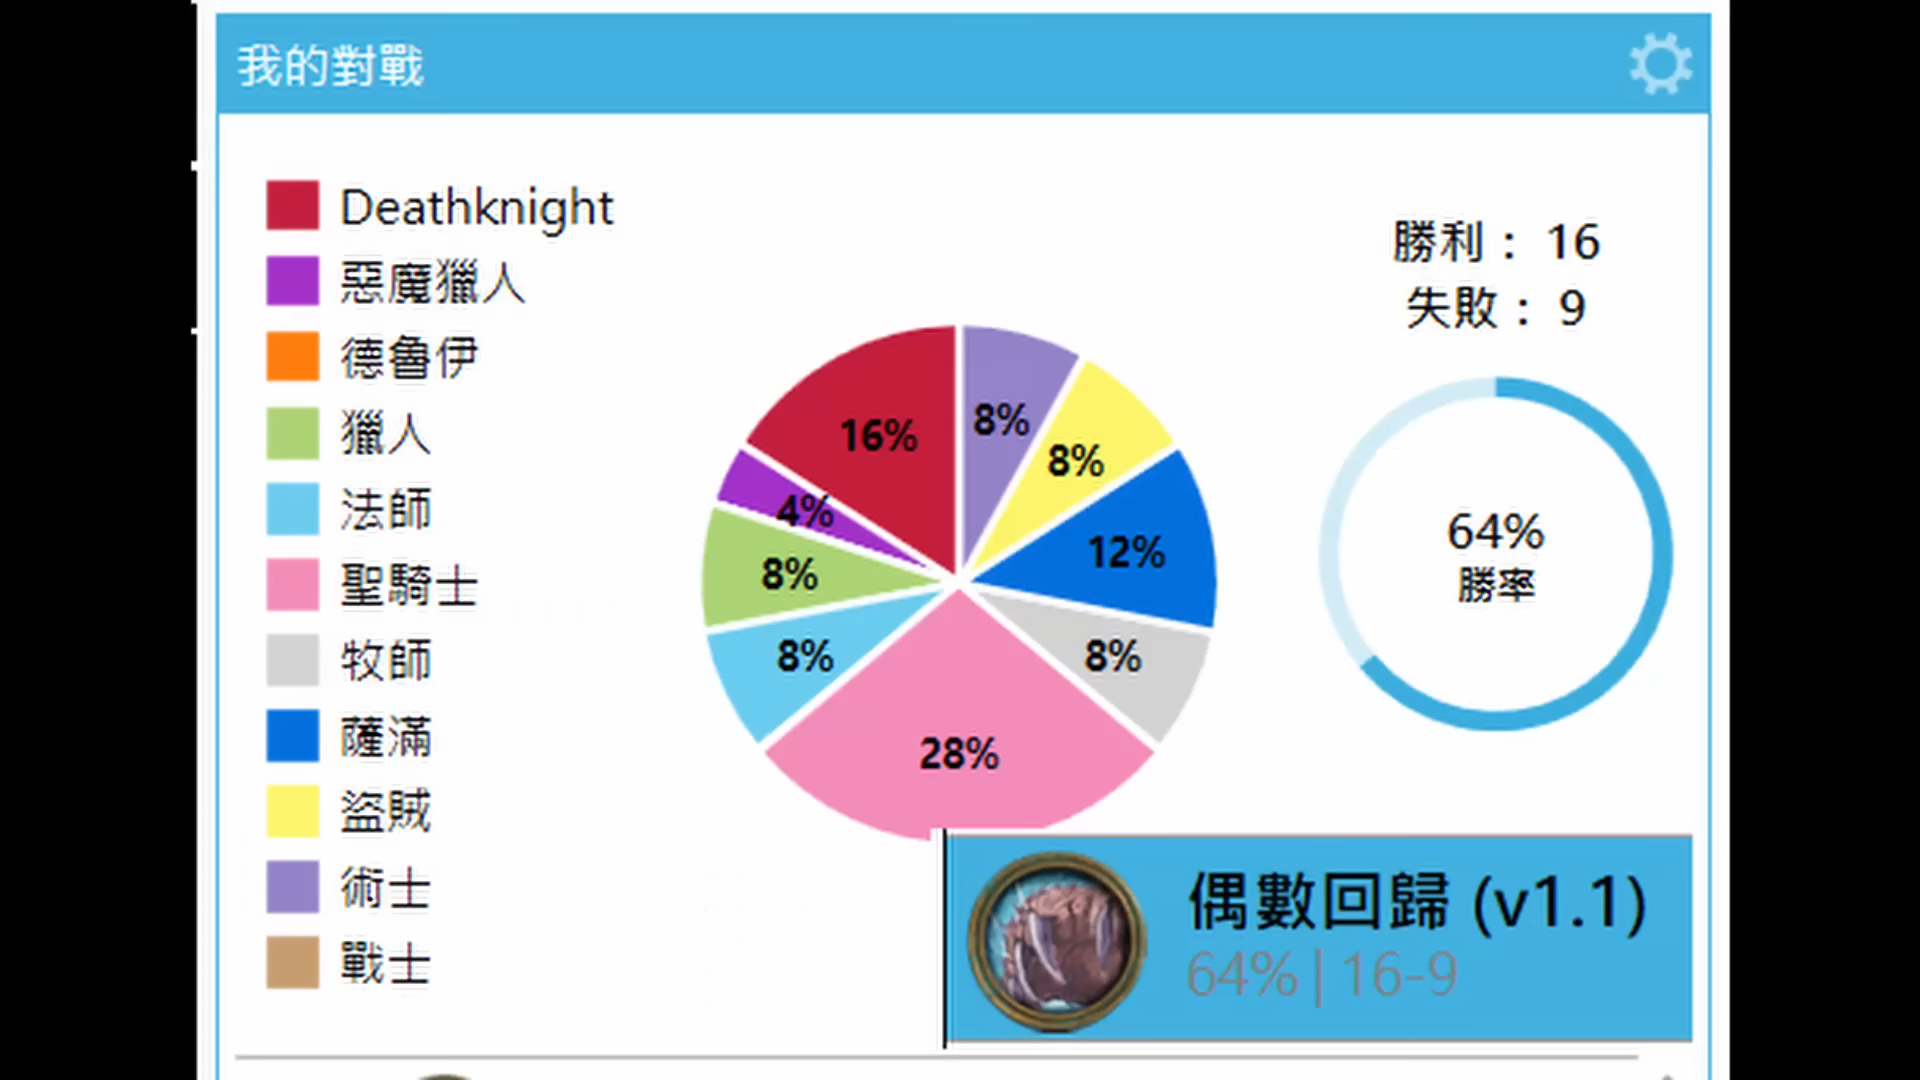 我的對戰
Deathknight
惡魔獵人
德魯伊
獵人
法師
聖騎士
牧師
薩滿
盜賊
術士
戰士
16%
8%
8%
4%
12%
8%
8%
8%
28%
勝利： 16
失敗： 9
64%
勝率
偶數回歸 (v1.1)
64% | 16-9